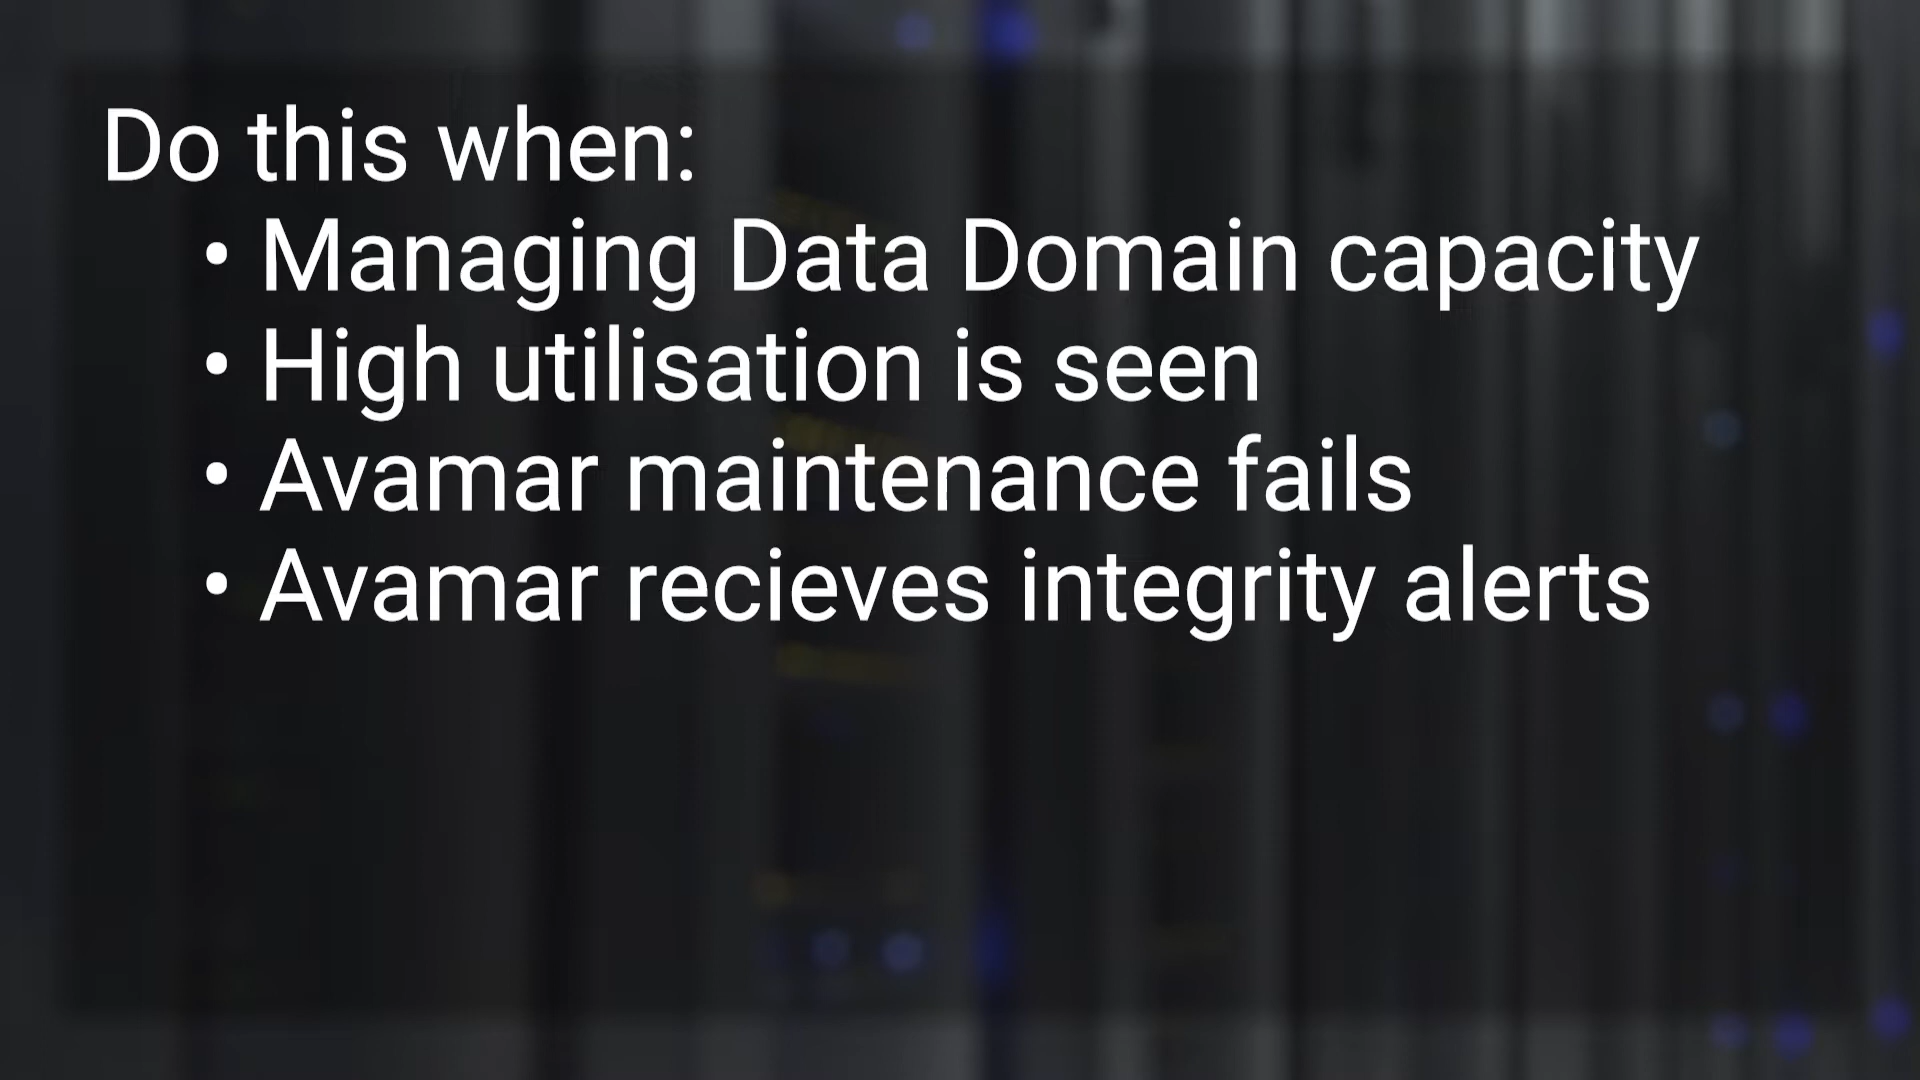 Do this when:
• Managing Data Domain capacity
• High utilisation is seen
• Avamar maintenance fails
• Avamar recieves integrity alerts